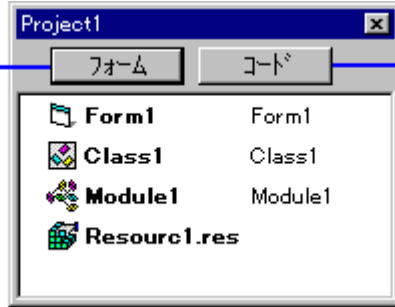 Project1
ﾌｫｰﾑ ｺｰﾄﾞ
Form1 Form1
Class1 Class1
Module1 Module1
Resourc1.res